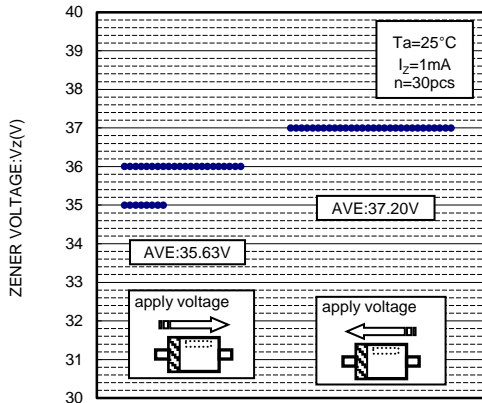 40
39
38
37
36
35
34
33
32
31
30
ZENER VOLTAGE:Vz(V)
Ta=25°C
IZ=1mA
n=30pcs
AVE:37.20V
AVE:35.63V
apply voltage
apply voltage